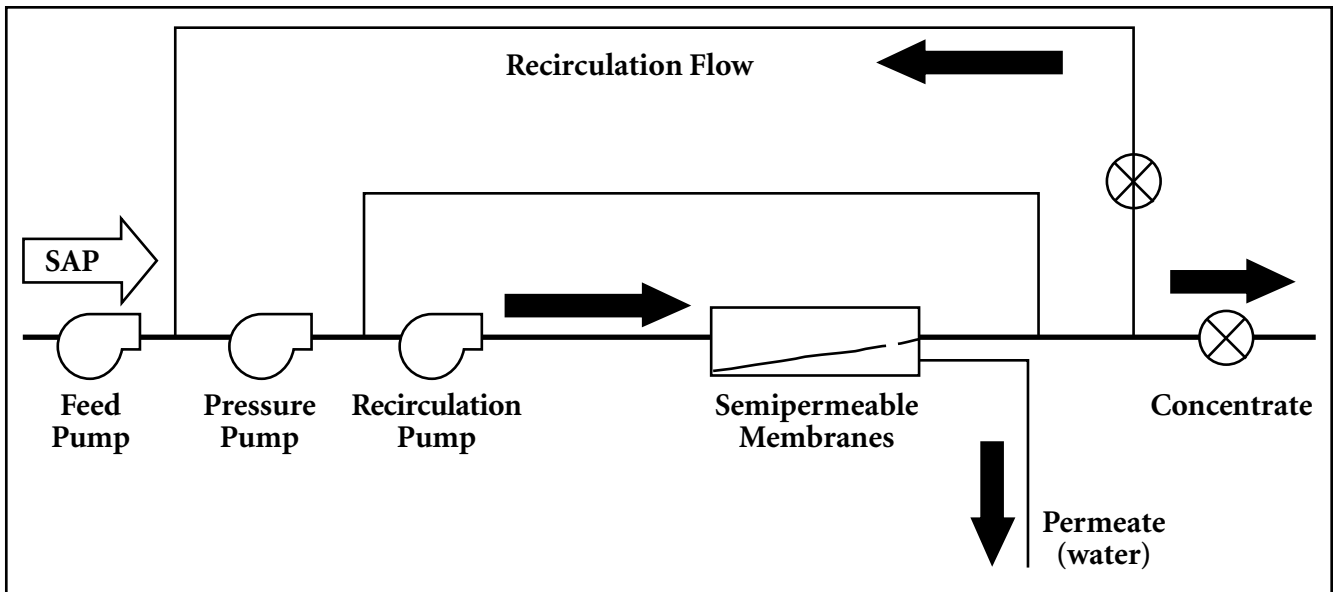 Recirculation Flow
SAP
Feed
Pump
Pressure
Pump
Recirculation
Pump
Semipermeable
Membranes
Concentrate
Permeate
(water)